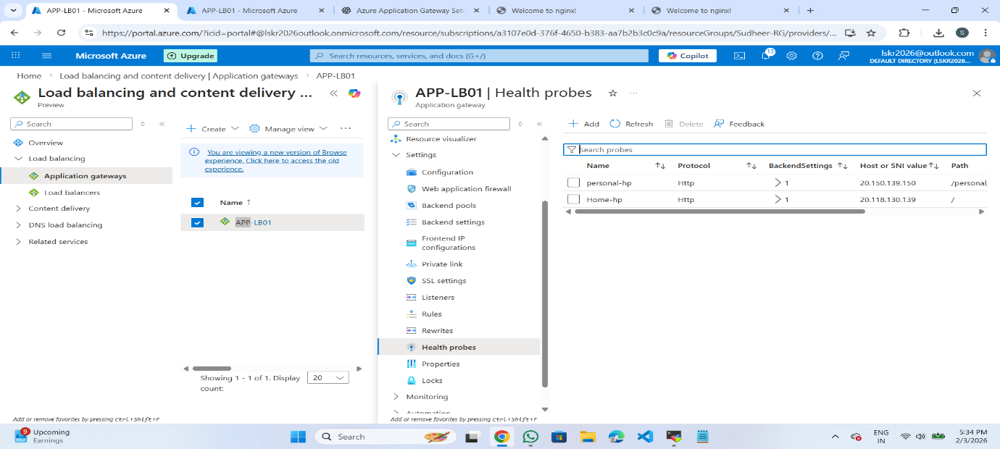 APP-LB01 - Microsoft Azure
APP-LB01 - Microsoft Azure
Azure Application Gateway Setu
Welcome to nginx!
Welcome to nginx!
https://portal.azure.com/?icid=portal#@lskr2026outlook.onmicrosoft.com/resource/subscriptions/a3107e0d-376f-4650-b383-aa7b2b3c0c9a/resourceGroups/Sudheer-RG/providers/...
S
Microsoft Azure
Upgrade
Search resources, services, and docs (G+/)
Copilot
13
lskr2026@outlook.com
DEFAULT DIRECTORY (LSKR2026...
Home > Load balancing and content delivery | Application gateways > APP-LB01
Load balancing and content delivery ...
Preview
Search
Overview
Load balancing
Application gateways
Load balancers
Content delivery
DNS load balancing
Related services
Create
Manage view
...
You are viewing a new version of Browse
experience. Click here to access the old
experience.
Name ↑
APP-LB01
Showing 1 - 1 of 1. Display
count:
20
Add or remove favorites by pressing Ctrl+Shift+F
APP-LB01 | Health probes
...
Application gateway
Search
Resource visualizer
Settings
Configuration
Web application firewall
Backend pools
Backend settings
Frontend IP
configurations
Private link
SSL settings
Listeners
Rules
Rewrites
Health probes
Properties
Locks
Monitoring
Automation
Add or remove favorites by pressing Ctrl+Shift+F
Add
Refresh
Delete
Feedback
Search probes
Name ↑↓ Protocol ↑↓ BackendSettings ↑↓ Host or SNI value ↑↓ Path
personal-hp Http > 1 20.150.139.150 /personal
Home-hp Http > 1 20.118.130.139 /
9
Upcoming
Earnings
Search
ENG
IN
5:34 PM
2/3/2026